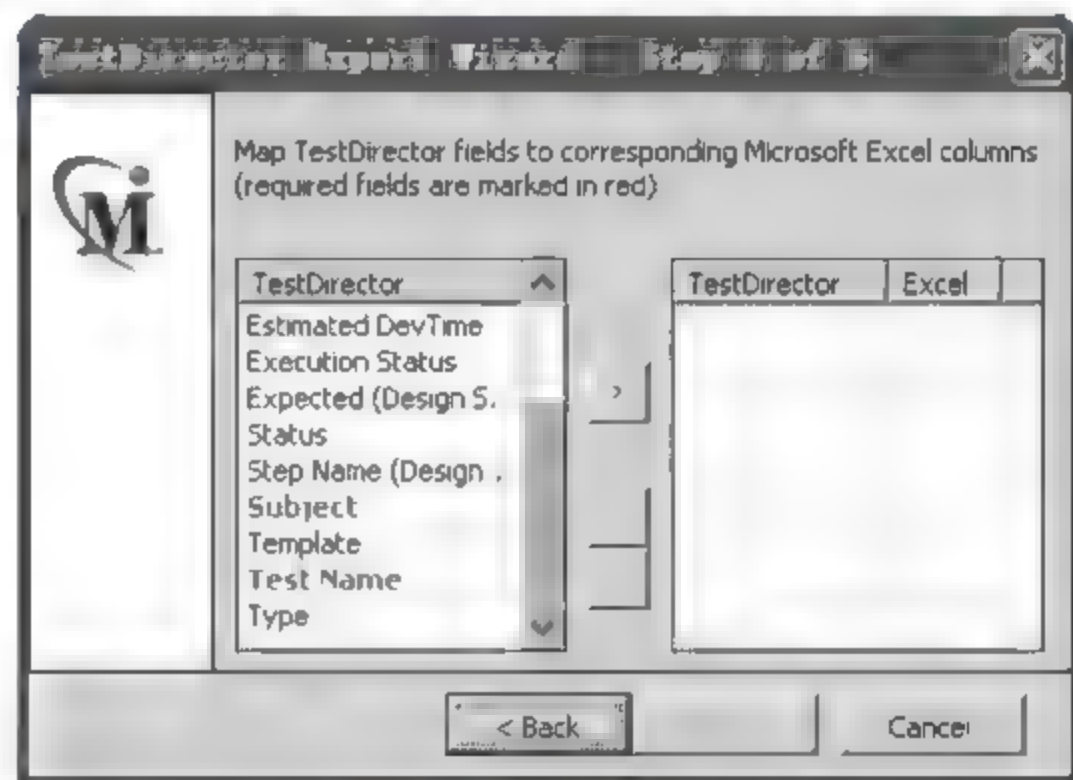 Map TestDirector fields to corresponding Microsoft Excel columns
(required fields are marked in red)
TestDirector
Estimated DevTime
Execution Status
Expected (Design S.
Status
Step Name (Design .
Subject
Template
Test Name
Type
>
TestDirector Excel
< Back
Cancel